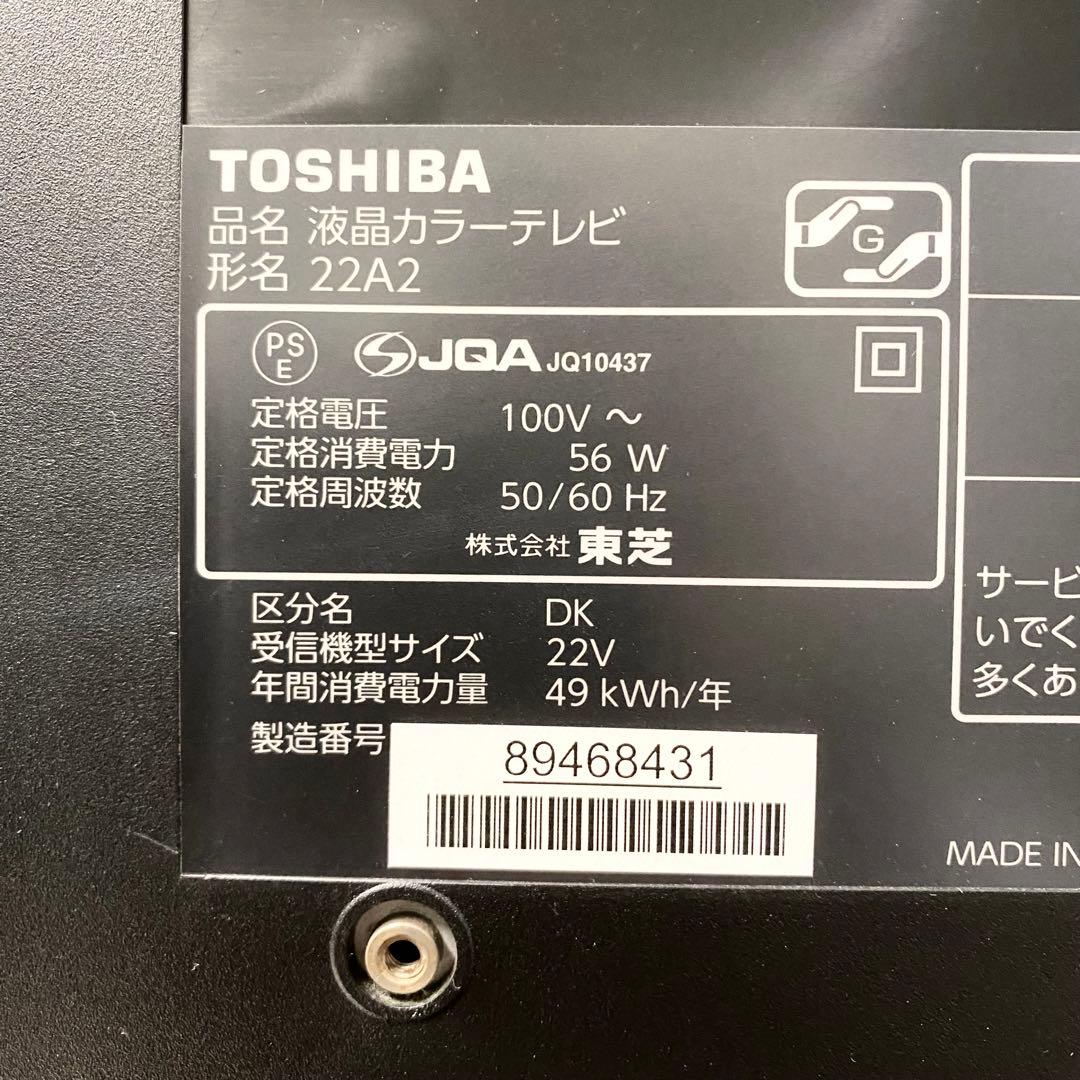 TOSHIBA
品名 液晶カラーテレビ
形名 22A2
G
PS
E
JQA JQ10437
定格電圧 100V ～
定格消費電力 56 W
定格周波数 50/60 Hz
株式会社 東芝
区分名 DK
受信機型サイズ 22V
年間消費電力量 49 kWh/年
製造番号 89468431
サービ
いでく
多くあ
MADE IN